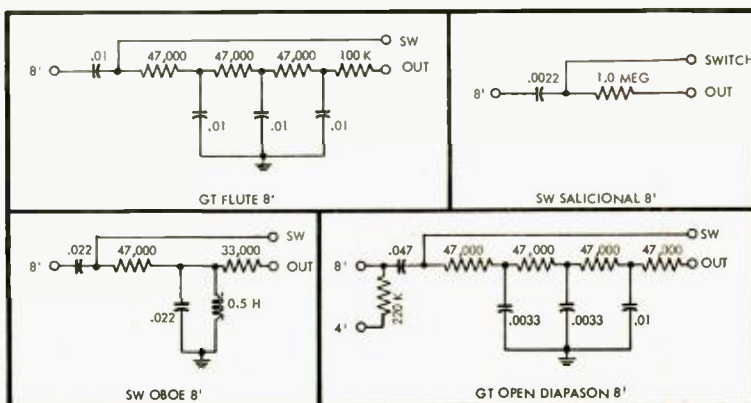 .01 47,000 47,000 47,000 100 K
SW
8' OUT
.01 .01 .01
GT FLUTE 8'
SWITCH
.0022 1.0 MEG
8' OUT
SW SALICIONAL 8'
SW
.022 47,000 33,000
8' OUT
.022 0.5 H
SW OBOE 8'
SW
.047 47,000 47,000 47,000 47,000
8' OUT
220 K
4'
.0033 .0033 .01
GT OPEN DIAPASON 8'